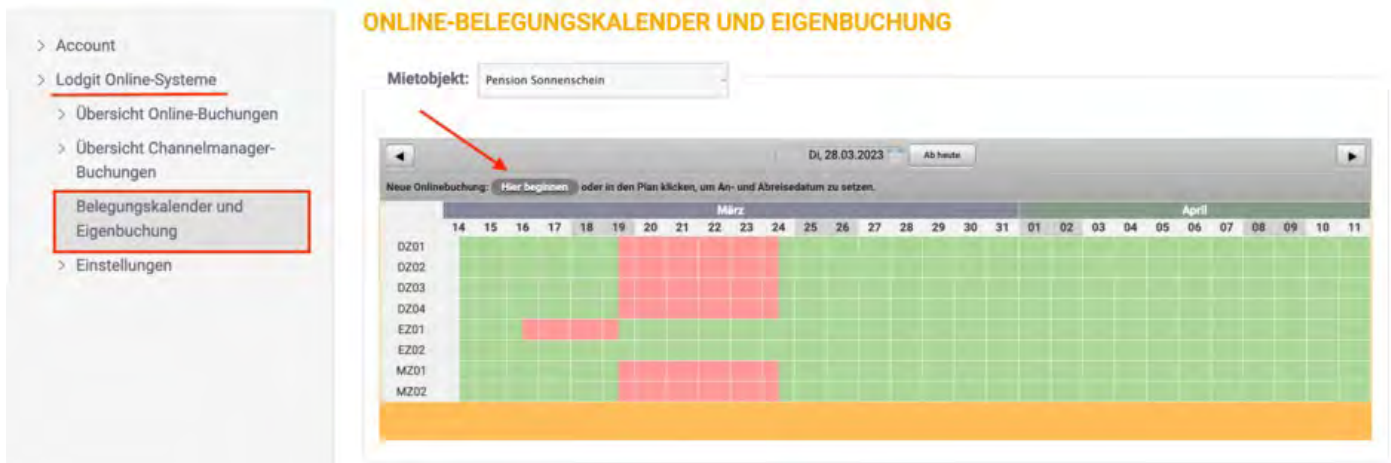 ONLINE-BELEGUNGSKALENDER UND EIGENBUCHUNG
> Account
> Lodgit Online-Systeme
> Übersicht Online-Buchungen
> Übersicht Channelmanager-
Buchungen
Belegungskalender und
Eigenbuchung
> Einstellungen
Mietobjekt: Pension Sonnenschein
Di, 28.03.2023 Ab heute
Neue Onlinebuchung: Hier beginnen oder in den Plan klicken, um An- und Abreisedatum zu setzen.
März April
14 15 16 17 18 19 20 21 22 23 24 25 26 27 28 29 30 31 01 02 03 04 05 06 07 08 09 10 11
DZ01
DZ02
DZ03
DZ04
EZ01
EZ02
MZ01
MZ02